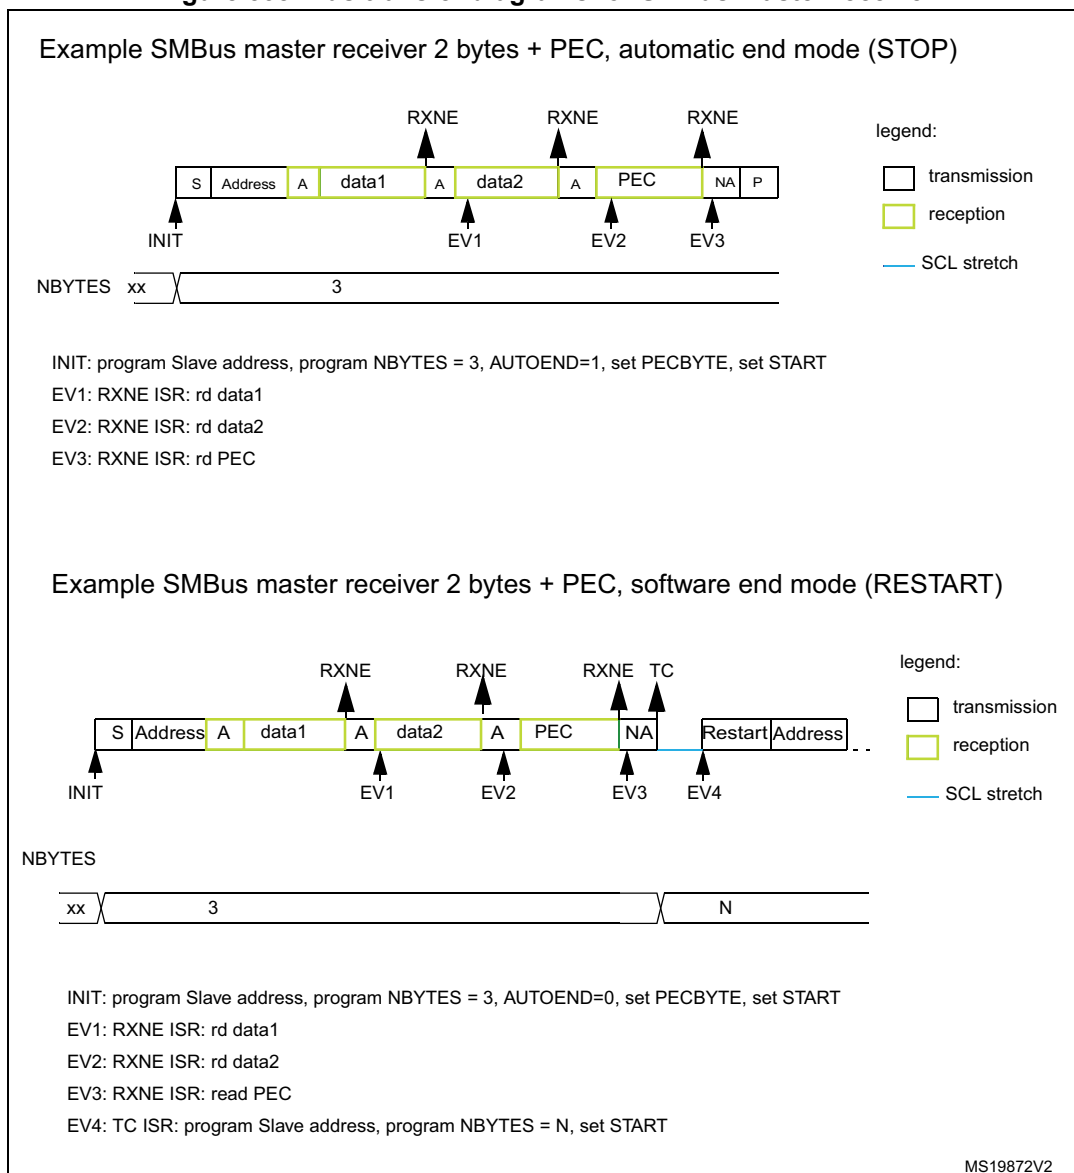 Example SMBus master receiver 2 bytes + PEC, automatic end mode (STOP)
RXNE RXNE RXNE
legend:
S Address A data1 A data2 A PEC NA P
transmission
reception
INIT EV1 EV2 EV3
SCL stretch
NBYTES xx 3
INIT: program Slave address, program NBYTES = 3, AUTOEND=1, set PECBYTE, set START
EV1: RXNE ISR: rd data1
EV2: RXNE ISR: rd data2
EV3: RXNE ISR: rd PEC
Example SMBus master receiver 2 bytes + PEC, software end mode (RESTART)
RXNE RXNE RXNE TC
legend:
S Address A data1 A data2 A PEC NA Restart Address
transmission
reception
INIT EV1 EV2 EV3 EV4
SCL stretch
NBYTES
xx 3 N
INIT: program Slave address, program NBYTES = 3, AUTOEND=0, set PECBYTE, set START
EV1: RXNE ISR: rd data1
EV2: RXNE ISR: rd data2
EV3: RXNE ISR: read PEC
EV4: TC ISR: program Slave address, program NBYTES = N, set START
MS19872V2